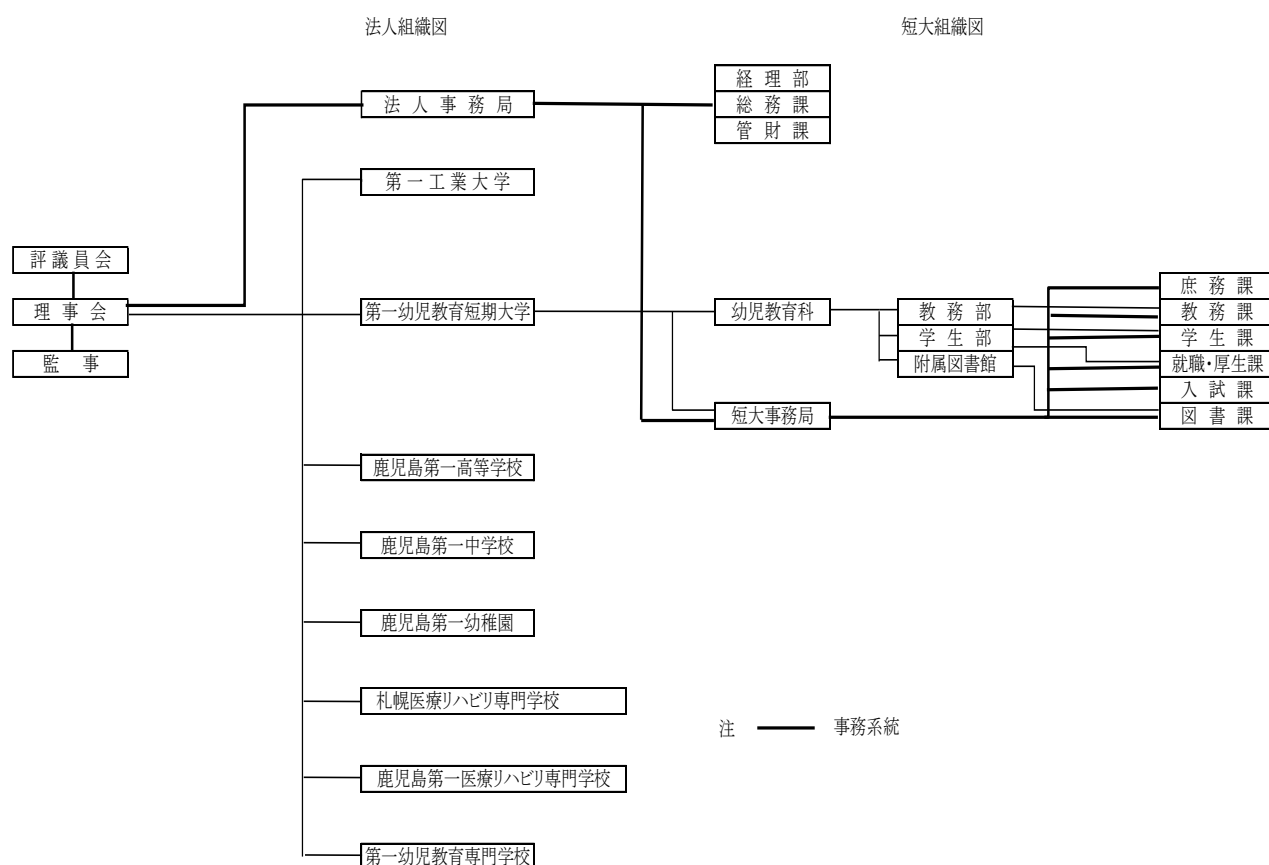 法人組織図
短大組織図
経理部
法人事務局
総務課
管財課
第一工業大学
評議員会
庶務課
理事会
第一幼児教育短期大学
幼児教育科
教務部
教務課
学生部
学生課
監事
附属図書館
就職・厚生課
入試課
短大事務局
図書課
鹿児島第一高等学校
鹿児島第一中学校
鹿児島第一幼稚園
札幌医療リハビリ専門学校
注 事務系統
鹿児島第一医療リハビリ専門学校
第一幼児教育専門学校